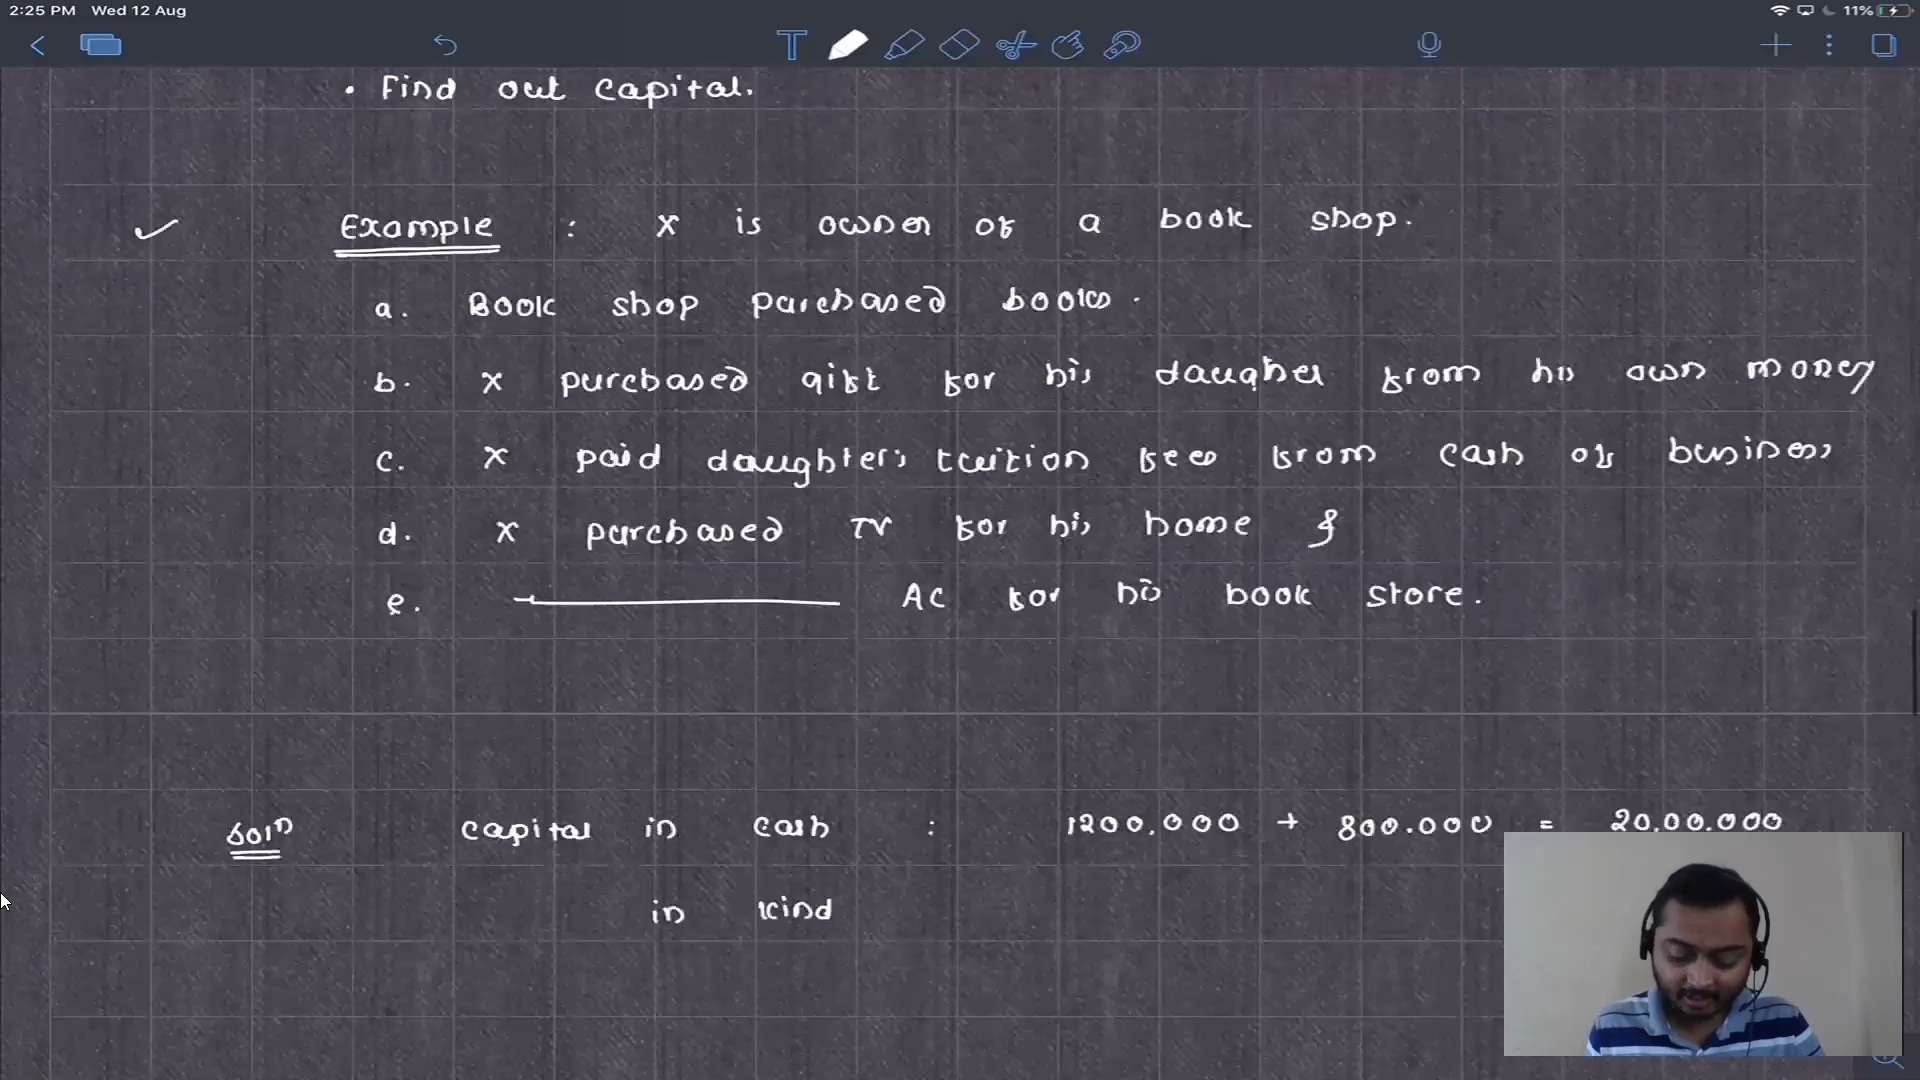 2:25 PM Wed 12 Aug 11%
T
• Find out capital.
✓ Example : X is owner of a book shop.
a. Book shop purchased books.
b. X purchased gift for his daugher from his own money
c. X paid daughter's tuition fees from cash of business
d. X purchased TV for his home &
e. ———— AC for his book store.
Soln Capital in cash : 1200,000 + 800.000 = 20,00.000
in kind